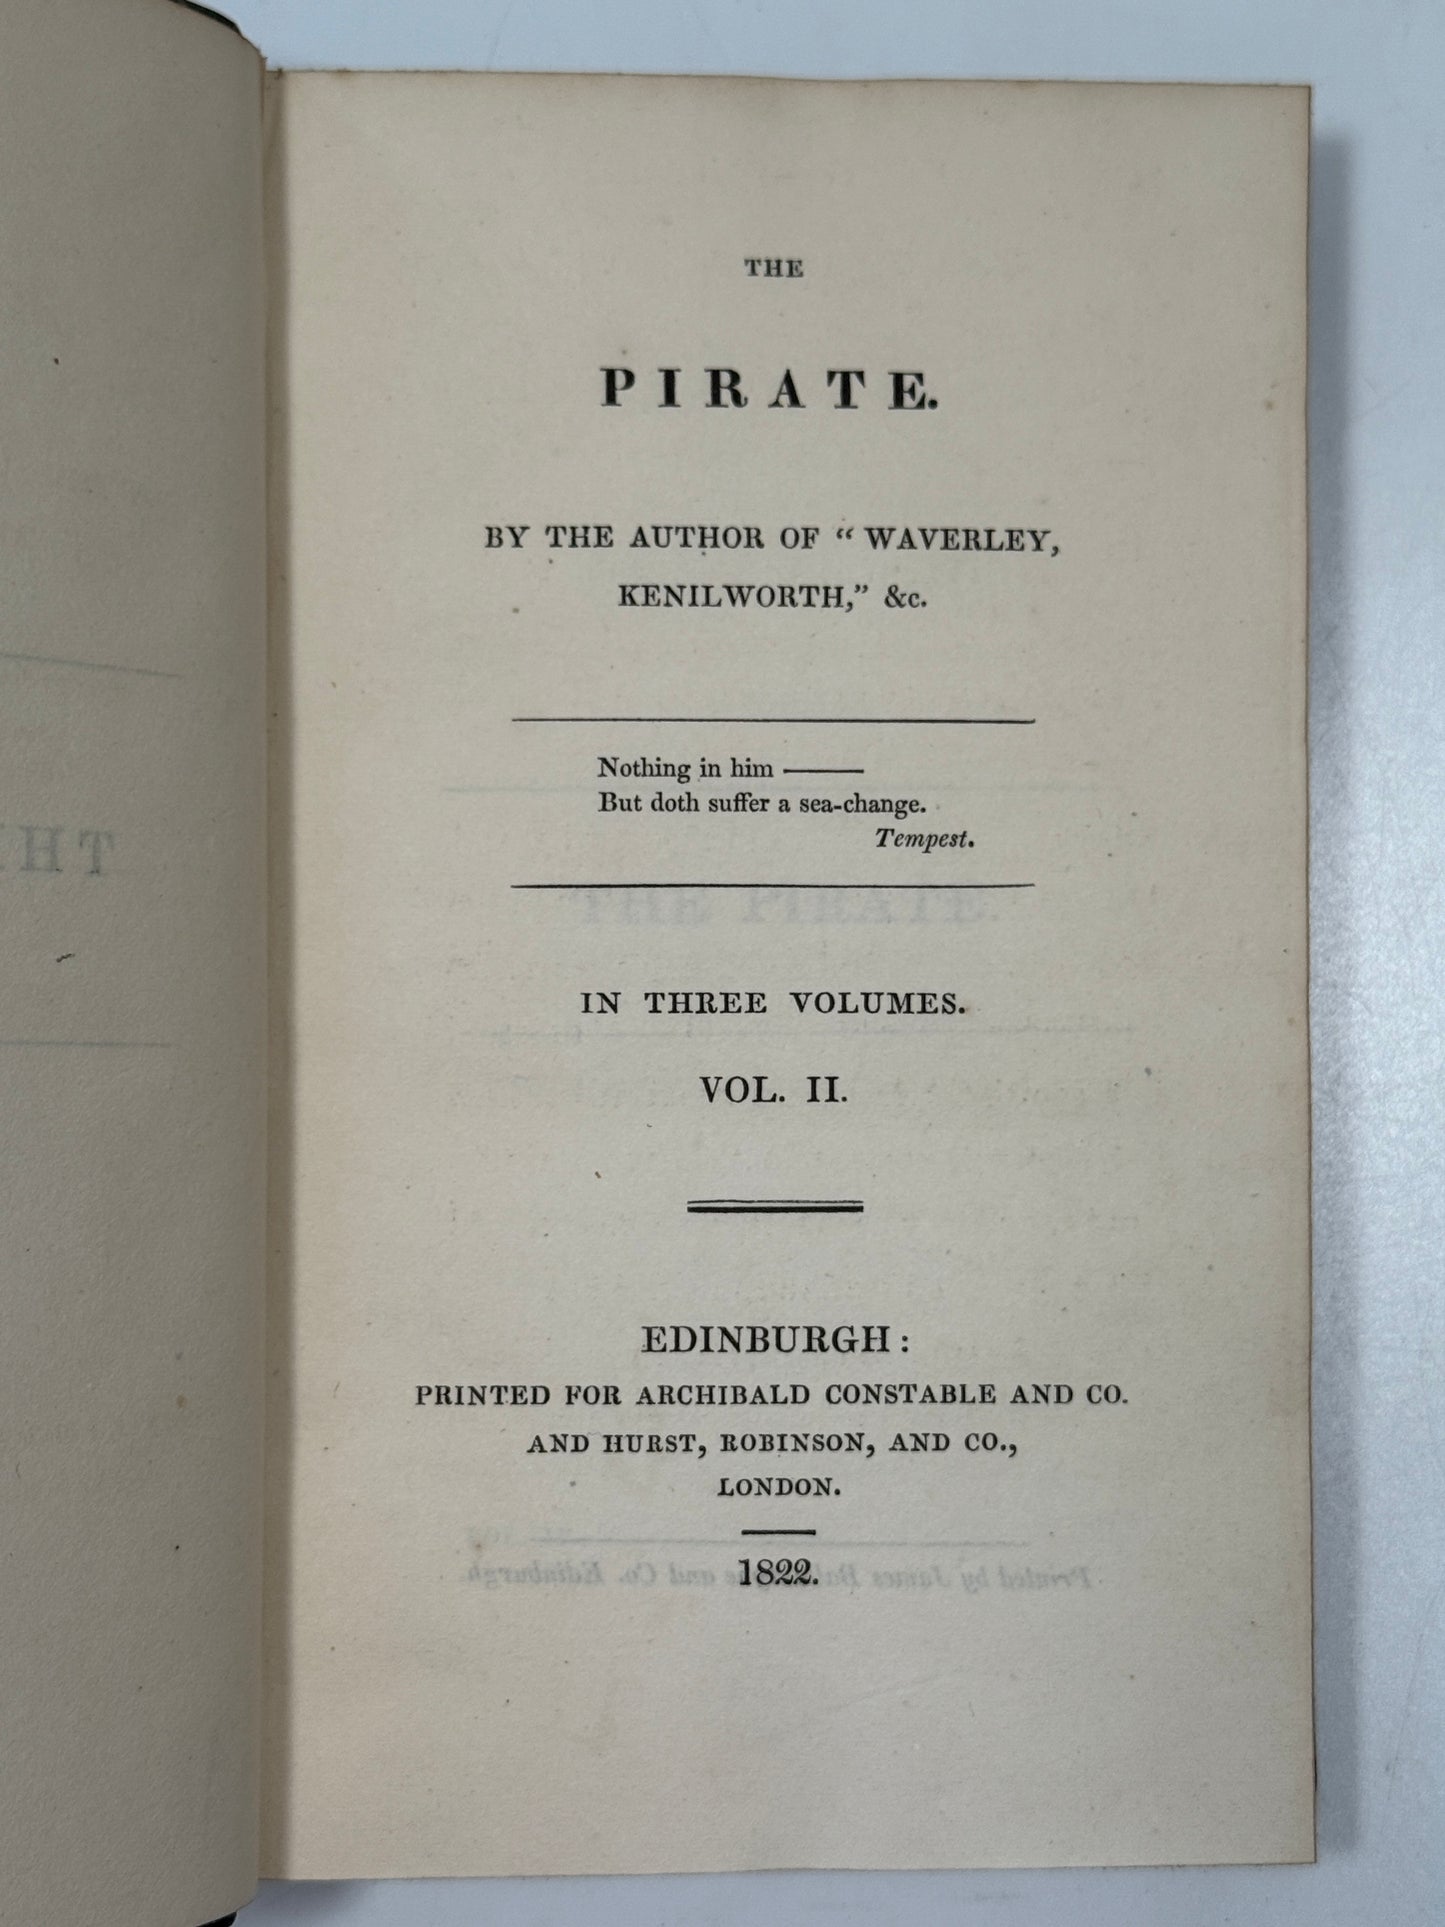 THE
PIRATE.
BY THE AUTHOR OF “ WAVERLEY,
KENILWORTH,” &c.
Nothing in him ———
But doth suffer a sea-change.
Tempest.
IN THREE VOLUMES.
VOL. II.
EDINBURGH:
PRINTED FOR ARCHIBALD CONSTABLE AND CO.
AND HURST, ROBINSON, AND CO.,
LONDON.
1822.